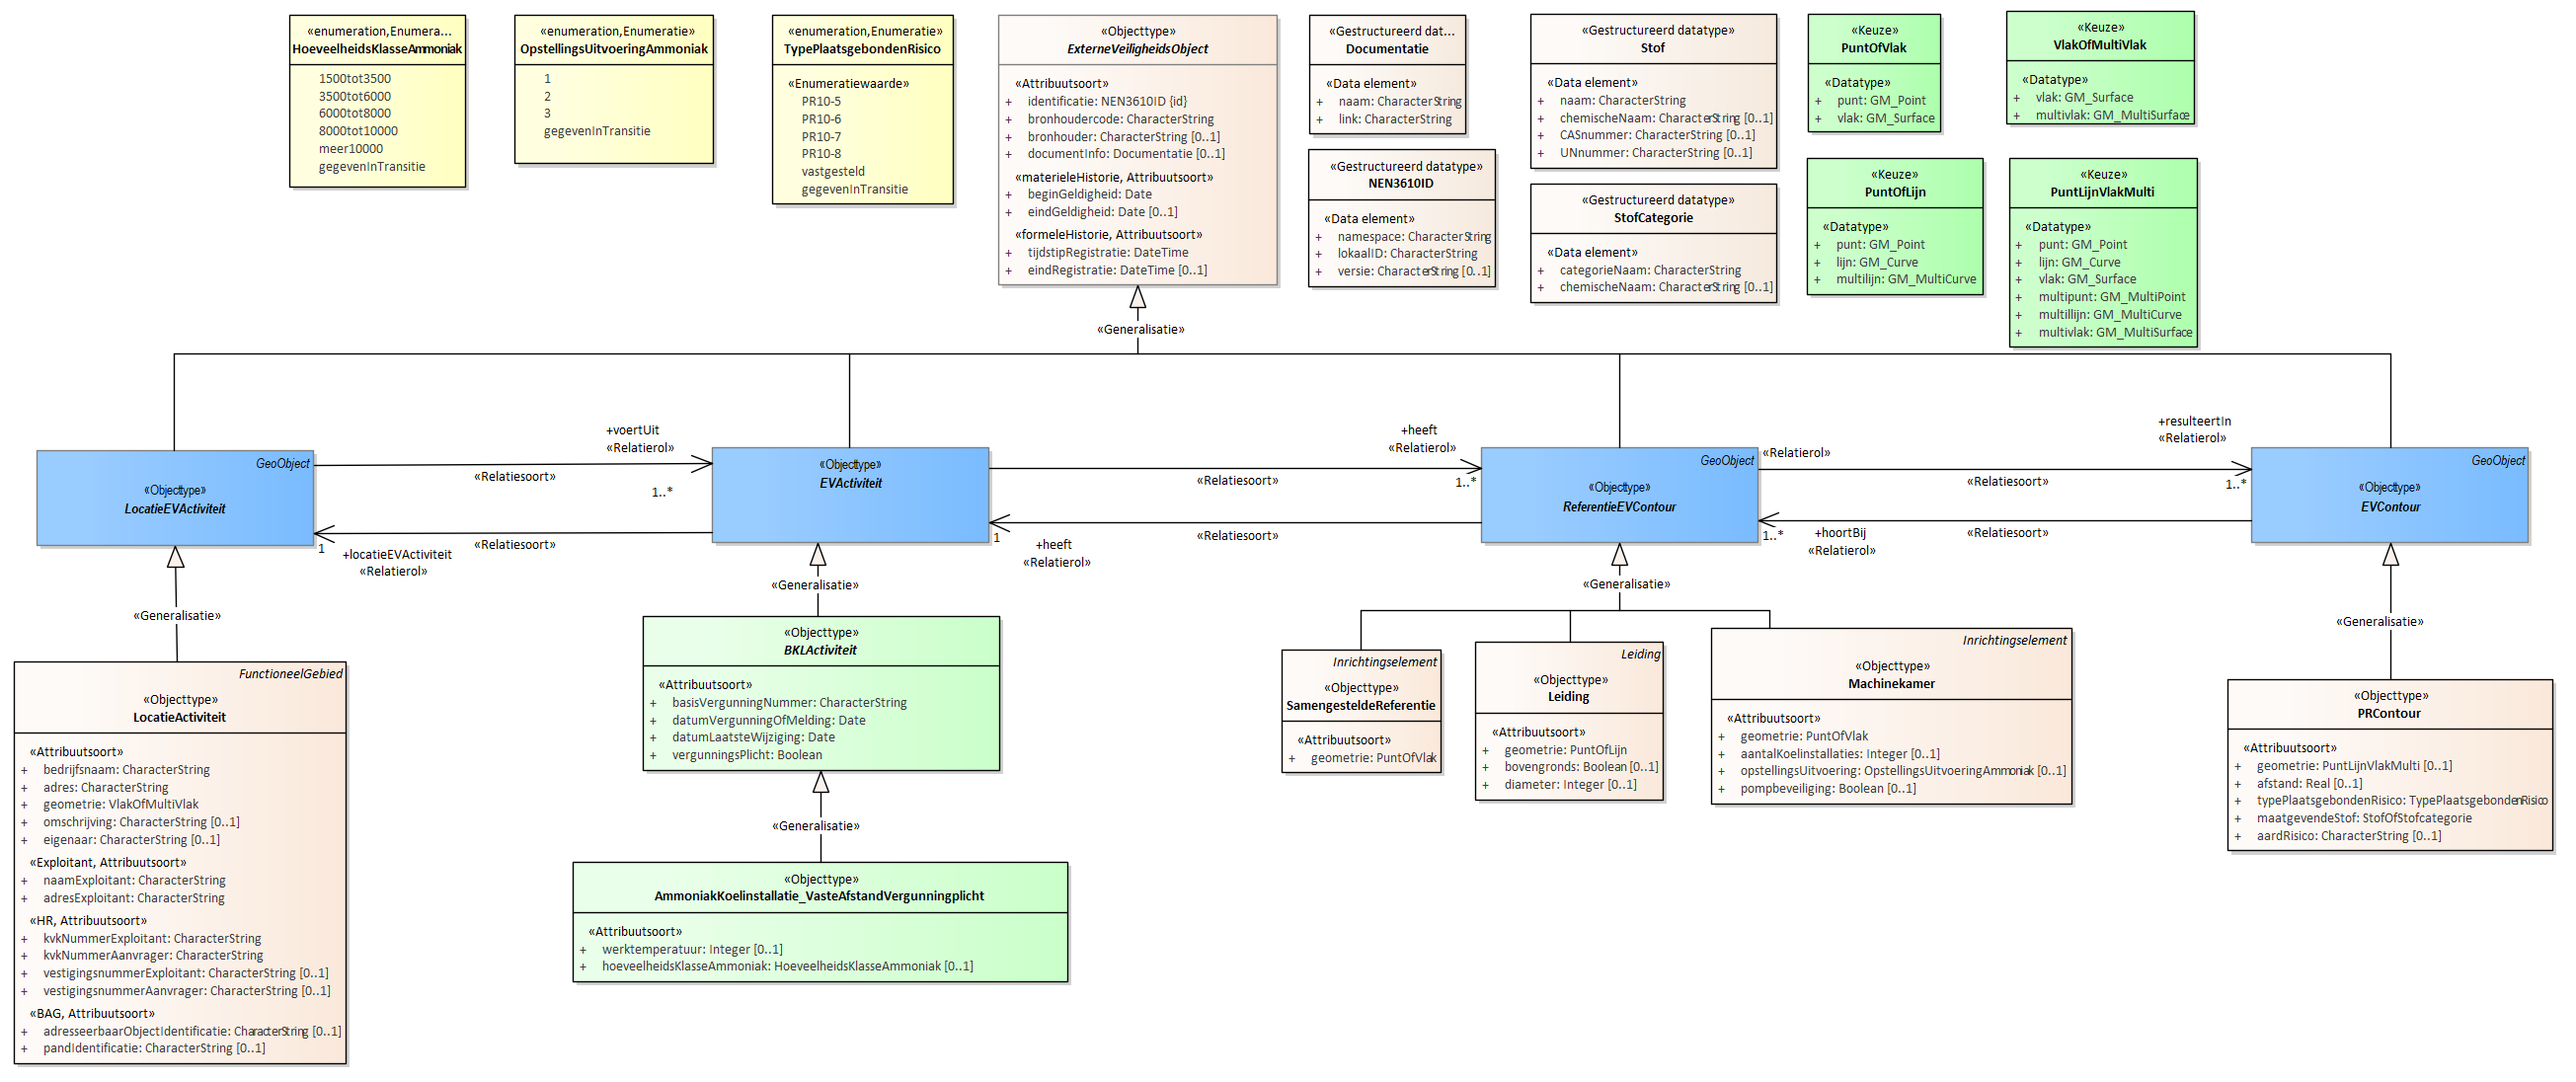 «enumeration,Enumera...
HoeveelheidsKlasseAmmoniak
1500tot3500
3500tot6000
6000tot8000
8000tot10000
meer10000
gegevenInTransitie
«enumeration,Enumeratie»
OpstellingsUitvoeringAmmoniak
1
2
3
gegevenInTransitie
«enumeration,Enumeratie»
TypePlaatsgebondenRisico
«Enumeratiewaarde»
PR10-5
PR10-6
PR10-7
PR10-8
vastgesteld
gegevenInTransitie
«Objecttype»
ExterneVeiligheidsObject
«Attribuutsoort»
+ identificatie: NEN3610ID {id}
+ bronhoudercode: CharacterString
+ bronhouder: CharacterString [0..1]
+ documentInfo: Documentatie [0..1]
«materieleHistorie, Attribuutsoort»
+ beginGeldigheid: Date
+ eindGeldigheid: Date [0..1]
«formeleHistorie, Attribuutsoort»
+ tijdstipRegistratie: DateTime
+ eindRegistratie: DateTime [0..1]
«Gestructureerd dat...
Documentatie
«Data element»
+ naam: CharacterString
+ link: CharacterString
«Gestructureerd datatype»
NEN3610ID
«Data element»
+ namespace: CharacterString
+ lokaalID: CharacterString
+ versie: CharacterString [0..1]
«Gestructureerd datatype»
Stof
«Data element»
+ naam: CharacterString
+ chemischeNaam: CharacterString [0..1]
+ CASnummer: CharacterString [0..1]
+ UNnummer: CharacterString [0..1]
«Gestructureerd datatype»
StofCategorie
«Data element»
+ categorieNaam: CharacterString
+ chemischeNaam: CharacterString [0..1]
«Keuze»
PuntOfVlak
«Datatype»
+ punt: GM_Point
+ vlak: GM_Surface
«Keuze»
VlakOfMultiVlak
«Datatype»
+ vlak: GM_Surface
+ multivlak: GM_MultiSurface
«Keuze»
PuntOfLijn
«Datatype»
+ punt: GM_Point
+ lijn: GM_Curve
+ multilijn: GM_MultiCurve
«Keuze»
PuntLijnVlakMulti
«Datatype»
+ punt: GM_Point
+ lijn: GM_Curve
+ vlak: GM_Surface
+ multipunt: GM_MultiPoint
+ multillijn: GM_MultiCurve
+ multivlak: GM_MultiSurface
«Generalisatie»
GeoObject
«Objecttype»
LocatieEVActiviteit
+voertUit
«Relatierol»
«Relatiesoort»
1..*
«Relatiesoort»
1
+locatieEVActiviteit
«Relatierol»
«Objecttype»
EVActiviteit
+heeft
«Relatierol»
«Relatiesoort»
1..*
«Relatiesoort»
1
+heeft
«Relatierol»
GeoObject
«Objecttype»
ReferentieEVContour
«Relatierol»
+resulteertIn
«Relatierol»
«Relatiesoort»
1..*
«Relatiesoort»
1..*
+hoortBij
«Relatierol»
GeoObject
«Objecttype»
EVContour
«Generalisatie»
«Generalisatie»
«Generalisatie»
«Generalisatie»
FunctioneelGebied
«Objecttype»
LocatieActiviteit
«Attribuutsoort»
+ bedrijfsnaam: CharacterString
+ adres: CharacterString
+ geometrie: VlakOfMultiVlak
+ omschrijving: CharacterString [0..1]
+ eigenaar: CharacterString [0..1]
«Exploitant, Attribuutsoort»
+ naamExploitant: CharacterString
+ adresExploitant: CharacterString
«HR, Attribuutsoort»
+ kvkNummerExploitant: CharacterString
+ kvkNummerAanvrager: CharacterString
+ vestigingsnummerExploitant: CharacterString [0..1]
+ vestigingsnummerAanvrager: CharacterString [0..1]
«BAG, Attribuutsoort»
+ adresseerbaarObjectIdentificatie: CharacterString [0..1]
+ pandIdentificatie: CharacterString [0..1]
«Objecttype»
BKLActiviteit
«Attribuutsoort»
+ basisVergunningNummer: CharacterString
+ datumVergunningOfMelding: Date
+ datumLaatsteWijziging: Date
+ vergunningsPlicht: Boolean
«Generalisatie»
«Objecttype»
AmmoniakKoelinstallatie_VasteAfstandVergunningplicht
«Attribuutsoort»
+ werktemperatuur: Integer [0..1]
+ hoeveelheidsKlasseAmmoniak: HoeveelheidsKlasseAmmoniak [0..1]
Inrichtingselement
«Objecttype»
SamengesteldeReferentie
«Attribuutsoort»
+ geometrie: PuntOfVlak
Leiding
«Objecttype»
Leiding
«Attribuutsoort»
+ geometrie: PuntOfLijn
+ bovengronds: Boolean [0..1]
+ diameter: Integer [0..1]
Inrichtingselement
«Objecttype»
Machinekamer
«Attribuutsoort»
+ geometrie: PuntOfVlak
+ aantalKoelinstallaties: Integer [0..1]
+ opstellingsUitvoering: OpstellingsUitvoeringAmmoniak [0..1]
+ pompbeveiliging: Boolean [0..1]
«Objecttype»
PRContour
«Attribuutsoort»
+ geometrie: PuntLijnVlakMulti [0..1]
+ afstand: Real [0..1]
+ typePlaatsgebondenRisico: TypePlaatsgebondenRisico
+ maatgevendeStof: StofOfStofcategorie
+ aardRisico: CharacterString [0..1]